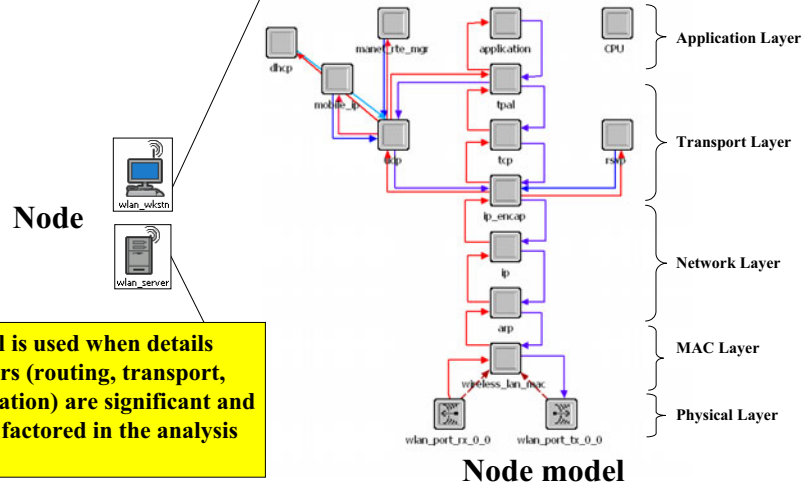 dhcp
manet_rte_mgr
application
CPU
Application Layer
mobile_ip
tpal
tcp
rsvp
Transport Layer
wlan_wkstn
Node
ip_encap
wlan_server
ip
Network Layer
arp
MAC Layer
wireless_lan_mac
l is used when details
rs (routing, transport,
ation) are significant and
factored in the analysis
wlan_port_rx_0_0
wlan_port_tx_0_0
Physical Layer
Node model